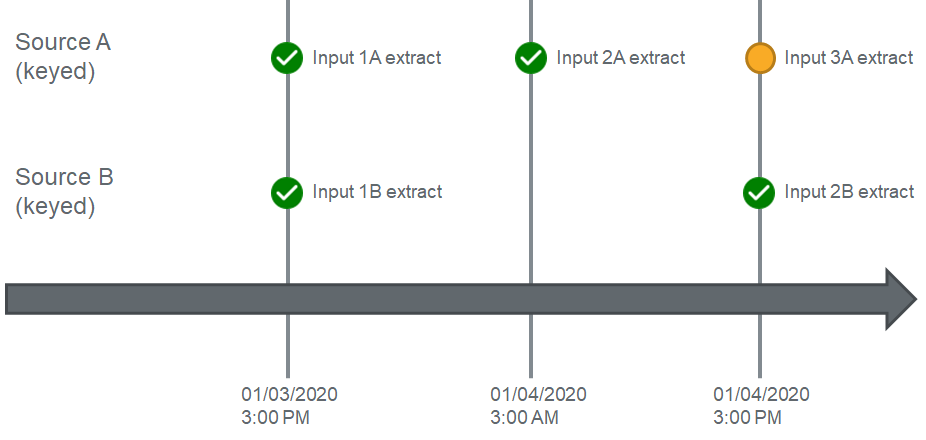 Source A
(keyed)
Input 1A extract
Input 2A extract
Input 3A extract
Source B
(keyed)
Input 1B extract
Input 2B extract
01/03/2020
3:00 PM
01/04/2020
3:00 AM
01/04/2020
3:00 PM